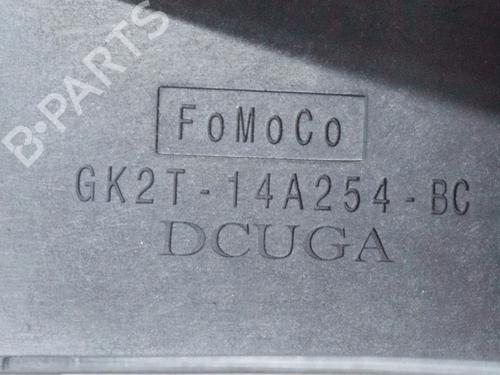 B-PARTS
FoMoCo
GK2T-14A254-BC
DCUGA